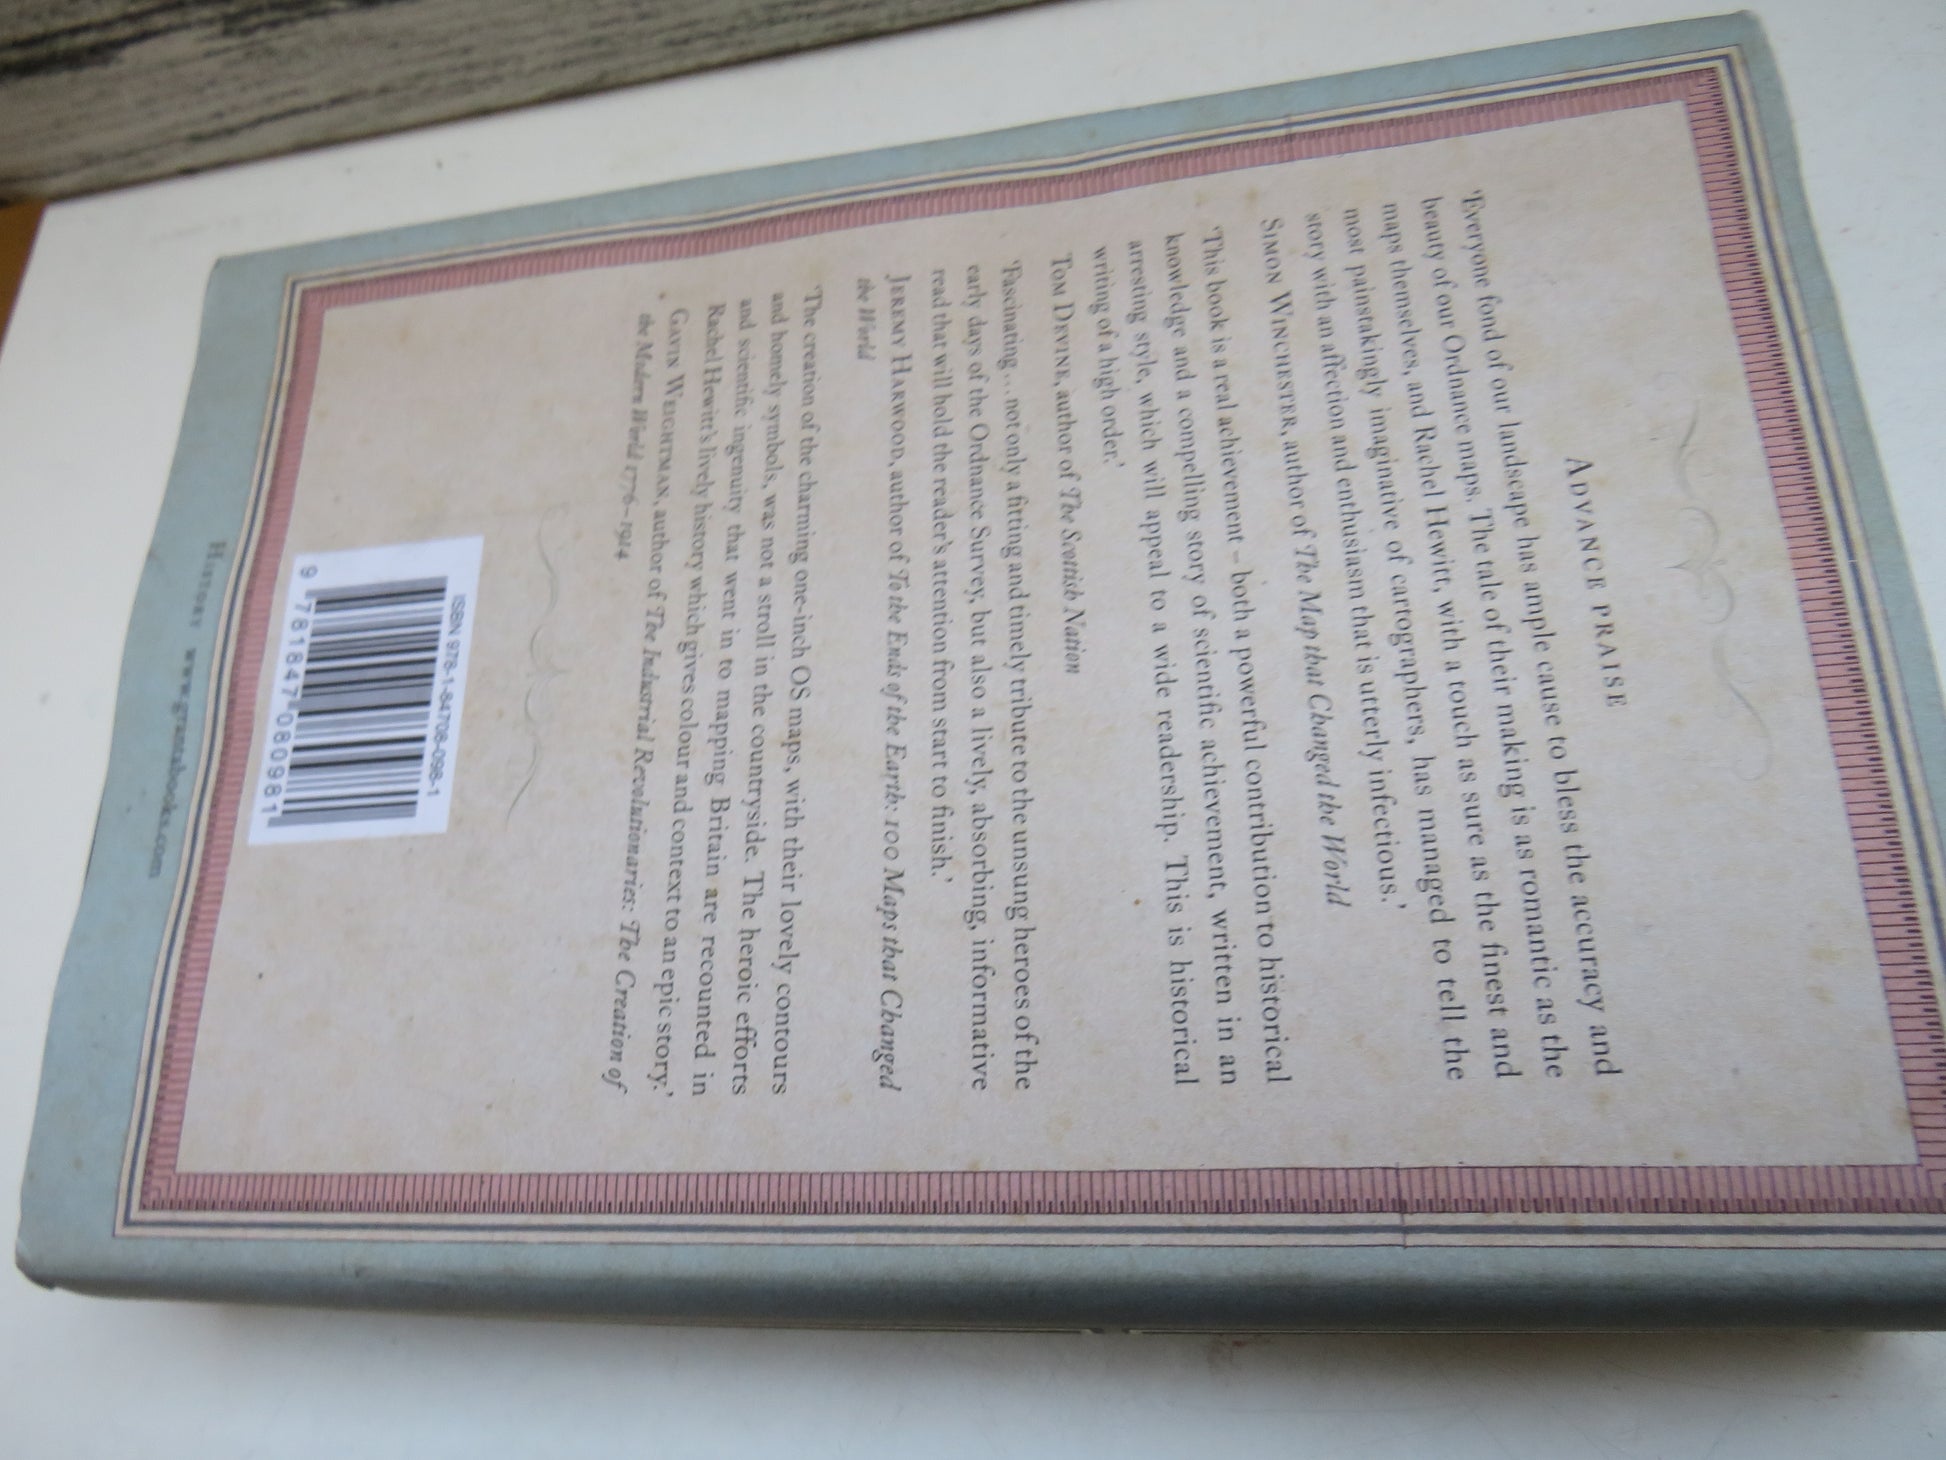 ADVANCE PRAISE
'Everyone fond of our landscape has ample cause to bless the accuracy and
beauty of our Ordnance maps. The tale of their making is as romantic as the
maps themselves, and Rachel Hewitt, with a touch as sure as the finest and
most painstakingly imaginative of cartographers, has managed to tell the
story with an affection and enthusiasm that is utterly infectious.'
SIMON WINCHESTER, author of The Map that Changed the World
'This book is a real achievement – both a powerful contribution to historical
knowledge and a compelling story of scientific achievement, written in an
arresting style, which will appeal to a wide readership. This is historical
writing of a high order.'
TOM DEVINE, author of The Scottish Nation
'Fascinating... not only a fitting and timely tribute to the unsung heroes of the
early days of the Ordnance Survey, but also a lively, absorbing, informative
read that will hold the reader's attention from start to finish.'
JEREMY HARWOOD, author of To the Ends of the Earth: 100 Maps that Changed
the World
'The creation of the charming one-inch OS maps, with their lovely contours
and homely symbols, was not a stroll in the countryside. The heroic efforts
and scientific ingenuity that went in to mapping Britain are recounted in
Rachel Hewitt's lively history which gives colour and context to an epic story.'
GAVIN WEIGHTMAN, author of The Industrial Revolutionaries: The Creation of
the Modern World 1776–1914
ISBN 978-1-84708-098-1
9 781847 080981
HISTORY www.grantabooks.com